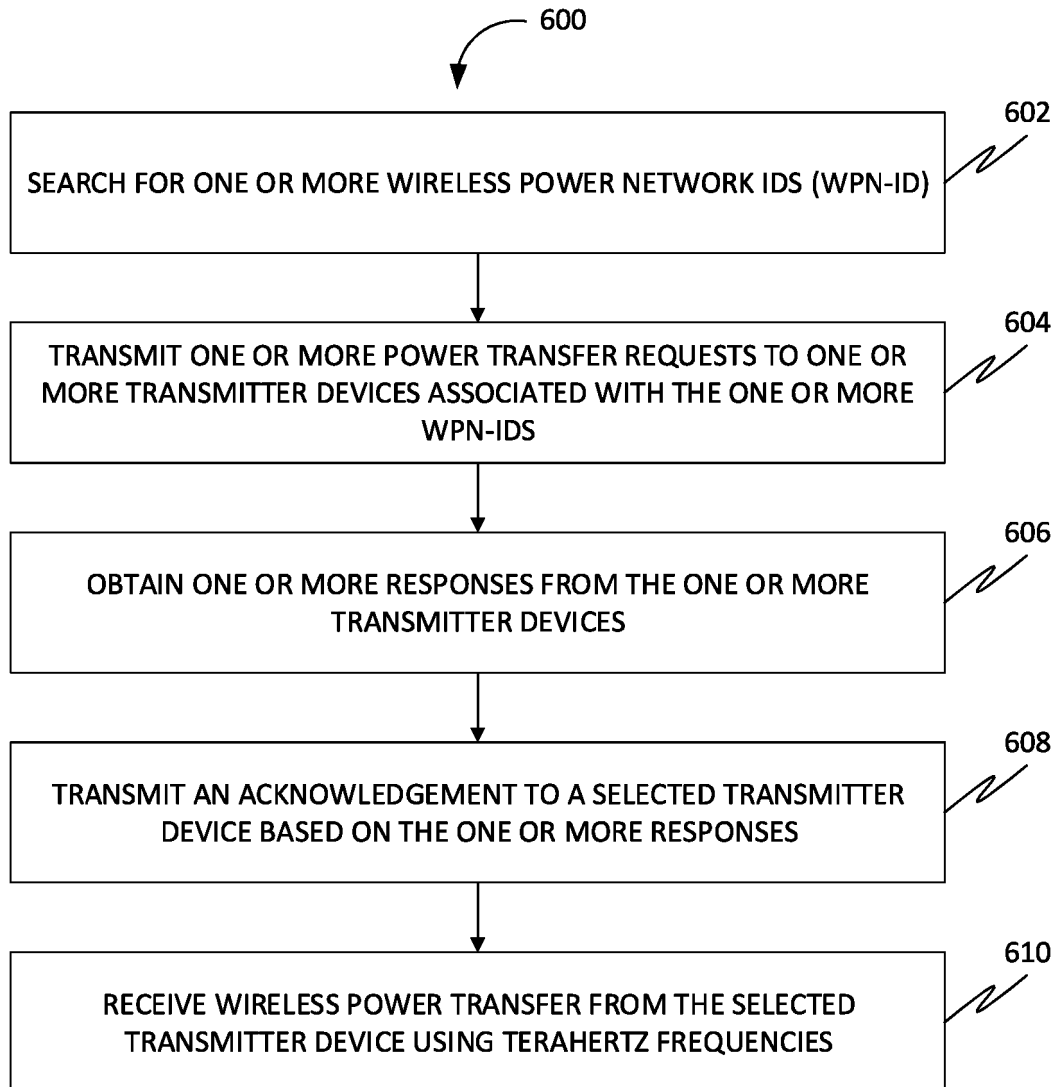 600
602
SEARCH FOR ONE OR MORE WIRELESS POWER NETWORK IDS (WPN-ID)
604
TRANSMIT ONE OR MORE POWER TRANSFER REQUESTS TO ONE OR
MORE TRANSMITTER DEVICES ASSOCIATED WITH THE ONE OR MORE
WPN-IDS
606
OBTAIN ONE OR MORE RESPONSES FROM THE ONE OR MORE
TRANSMITTER DEVICES
608
TRANSMIT AN ACKNOWLEDGEMENT TO A SELECTED TRANSMITTER
DEVICE BASED ON THE ONE OR MORE RESPONSES
610
RECEIVE WIRELESS POWER TRANSFER FROM THE SELECTED
TRANSMITTER DEVICE USING TERAHERTZ FREQUENCIES